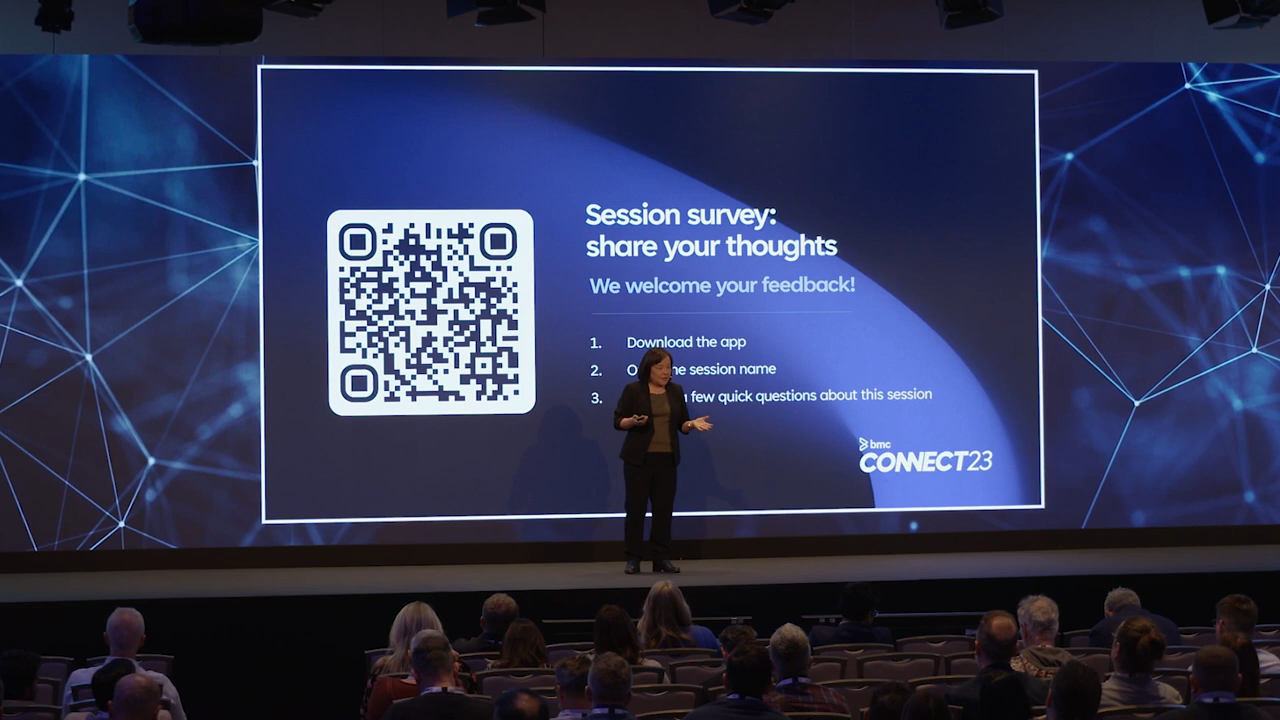 Session survey:
share your thoughts
We welcome your feedback!
1. Download the app
2. session name
3. few quick questions about this session
bmc
CONNECT23